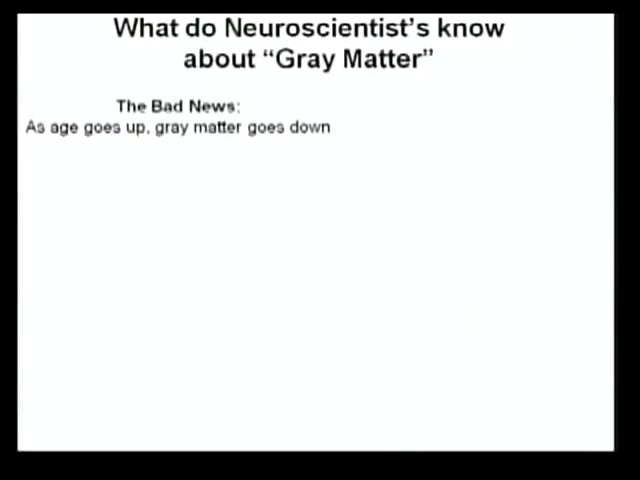 What do Neuroscientist's know
about “Gray Matter”
The Bad News:
As age goes up, gray matter goes down